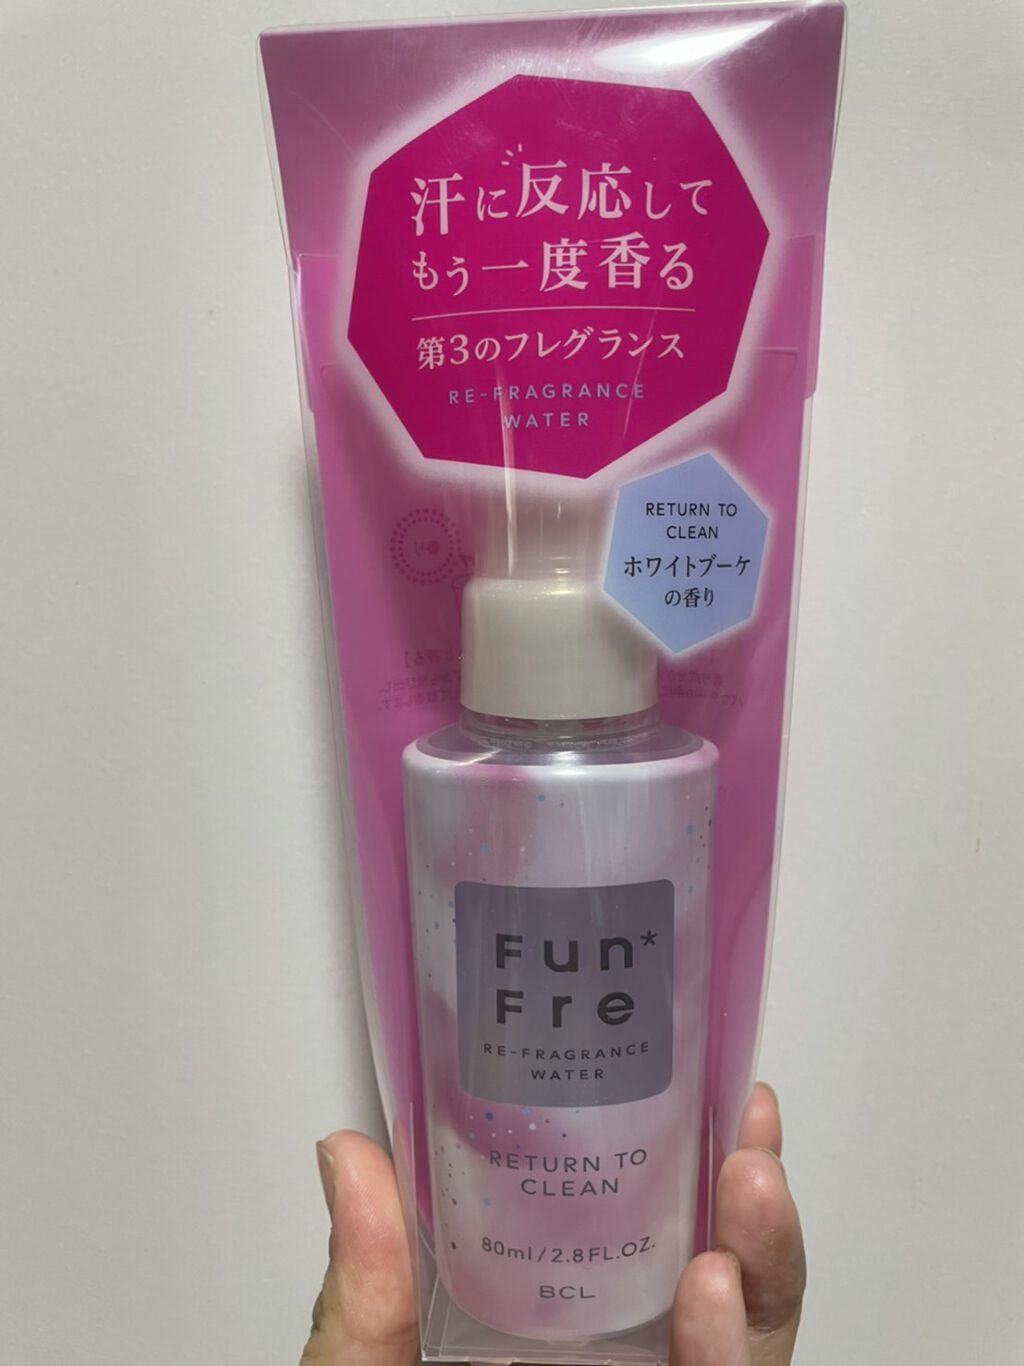 汗に反応して
もう一度香る
第3のフレグランス
RE-FRAGRANCE
WATER
RETURN TO
CLEAN
ホワイトブーケ
の香り
Fun*
Fre
RE-FRAGRANCE
WATER
RETURN TO
CLEAN
80ml/2.8FL.OZ.
BCL